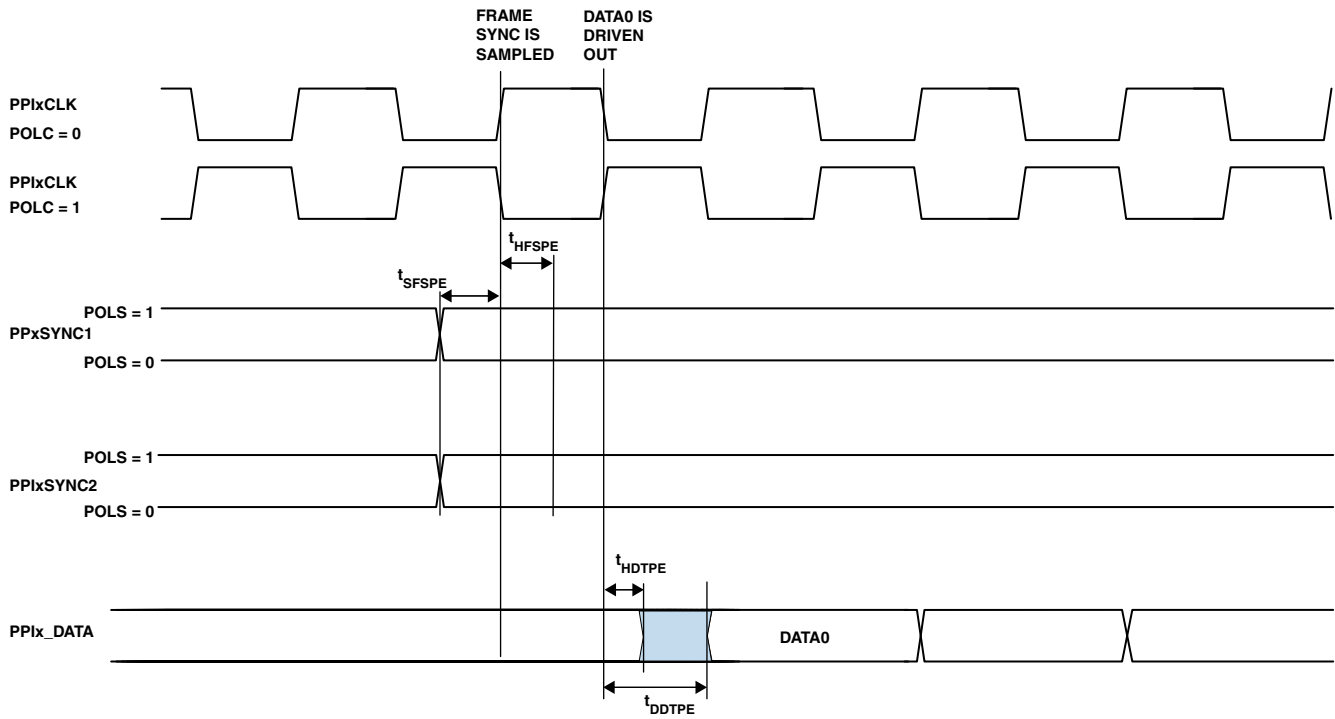 FRAME
SYNC IS
SAMPLED
DATA0 IS
DRIVEN
OUT
PPIxCLK
POLC = 0
PPIxCLK
POLC = 1
tHFSPE
tSFSPE
POLS = 1
PPxSYNC1
POLS = 0
POLS = 1
PPIxSYNC2
POLS = 0
tHDTPE
PPIx_DATA
DATA0
tDDTPE